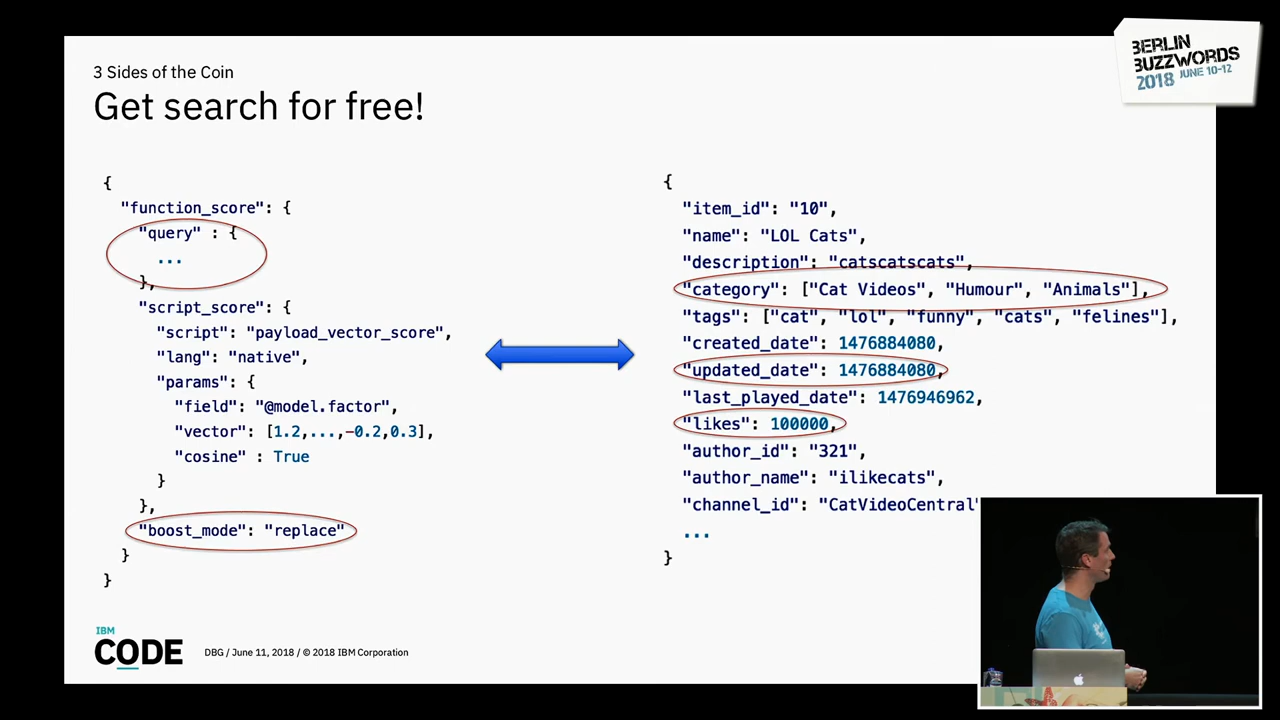 BERLIN
BUZZWORDS
2018 JUNE 10-12
3 Sides of the Coin
Get search for free!
{
"function_score": {
"query" : {
...
},
"script_score": {
"script": "payload_vector_score",
"lang": "native",
"params": {
"field": "@model.factor",
"vector": [1.2,...,-0.2,0.3],
"cosine" : True
}
},
"boost_mode": "replace"
}
}
{
"item_id": "10",
"name": "LOL Cats",
"description": "catscatscats",
"category": ["Cat Videos", "Humour", "Animals"],
"tags": ["cat", "lol", "funny", "cats", "felines"],
"created_date": 1476884080,
"updated_date": 1476884080,
"last_played_date": 1476946962,
"likes": 100000,
"author_id": "321",
"author_name": "ilikecats",
"channel_id": "CatVideoCentral"
...
}
IBM
CODE
DBG / June 11, 2018 / © 2018 IBM Corporation